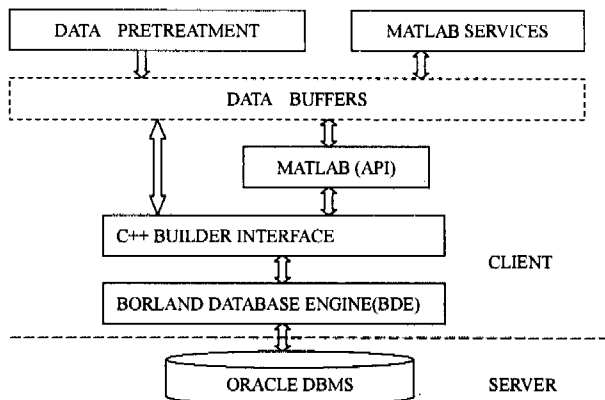 DATA PRETREATMENT
MATLAB SERVICES
DATA BUFFERS
MATLAB (API)
C++ BUILDER INTERFACE
CLIENT
BORLAND DATABASE ENGINE(BDE)
ORACLE DBMS
SERVER